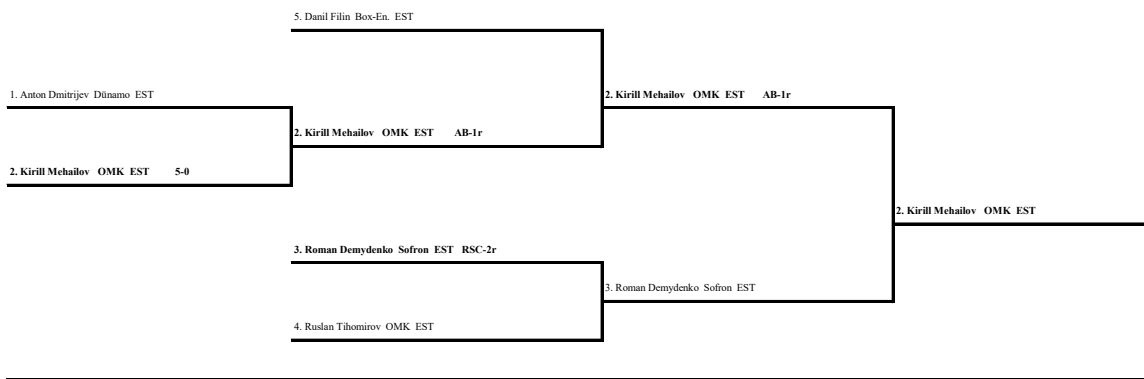 5. Danil Filin Box-En. EST
1. Anton Dmitrijev Dünamo EST
2. Kirill Mehailov OMK EST AB-1r
2. Kirill Mehailov OMK EST AB-1r
2. Kirill Mehailov OMK EST 5-0
2. Kirill Mehailov OMK EST
3. Roman Demydenko Sofron EST RSC-2r
3. Roman Demydenko Sofron EST
4. Ruslan Tihomirov OMK EST